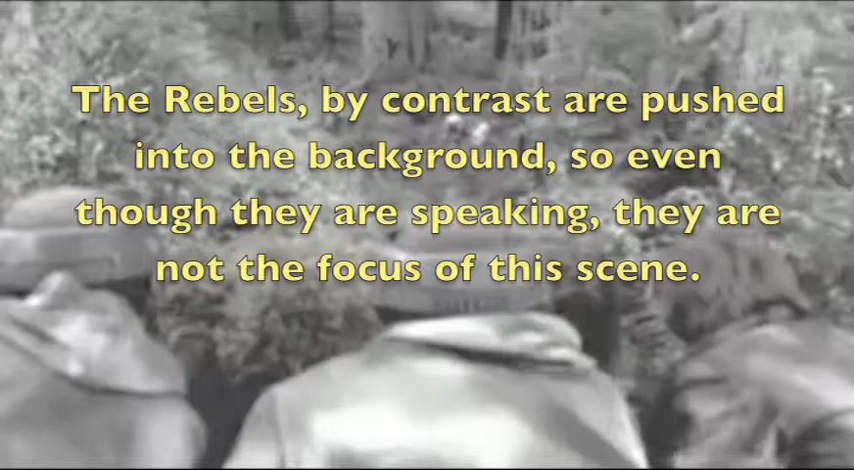 The Rebels, by contrast are pushed
into the background, so even
though they are speaking, they are
not the focus of this scene.